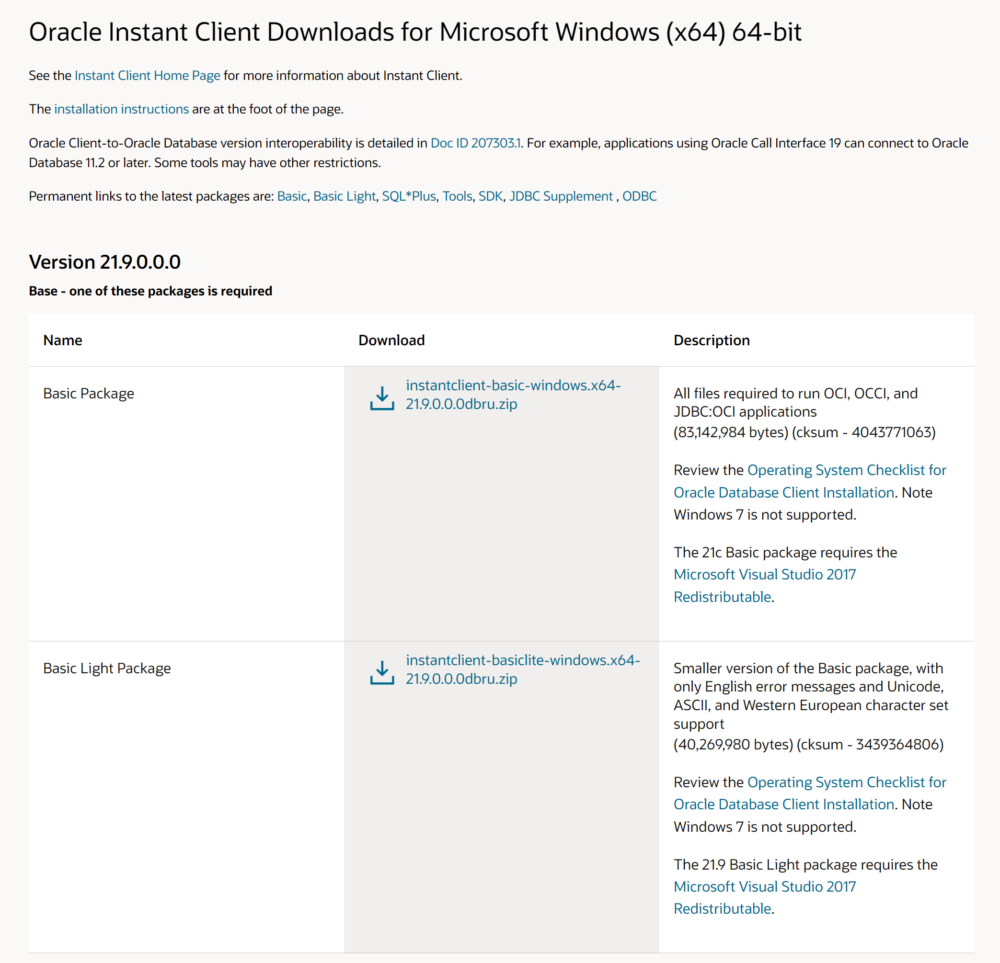 Oracle Instant Client Downloads for Microsoft Windows (x64) 64-bit
See the Instant Client Home Page for more information about Instant Client.
The installation instructions are at the foot of the page.
Oracle Client-to-Oracle Database version interoperability is detailed in Doc ID 207303.1. For example, applications using Oracle Call Interface 19 can connect to Oracle
Database 11.2 or later. Some tools may have other restrictions.
Permanent links to the latest packages are: Basic, Basic Light, SQL*Plus, Tools, SDK, JDBC Supplement , ODBC
Version 21.9.0.0.0
Base - one of these packages is required
Name Download Description
Basic Package
instantclient-basic-windows.x64-
21.9.0.0.0dbru.zip
All files required to run OCI, OCCI, and
JDBC:OCI applications
(83,142,984 bytes) (cksum - 4043771063)
Review the Operating System Checklist for
Oracle Database Client Installation. Note
Windows 7 is not supported.
The 21c Basic package requires the
Microsoft Visual Studio 2017
Redistributable.
Basic Light Package
instantclient-basiclite-windows.x64-
21.9.0.0.0dbru.zip
Smaller version of the Basic package, with
only English error messages and Unicode,
ASCII, and Western European character set
support
(40,269,980 bytes) (cksum - 3439364806)
Review the Operating System Checklist for
Oracle Database Client Installation. Note
Windows 7 is not supported.
The 21.9 Basic Light package requires the
Microsoft Visual Studio 2017
Redistributable.